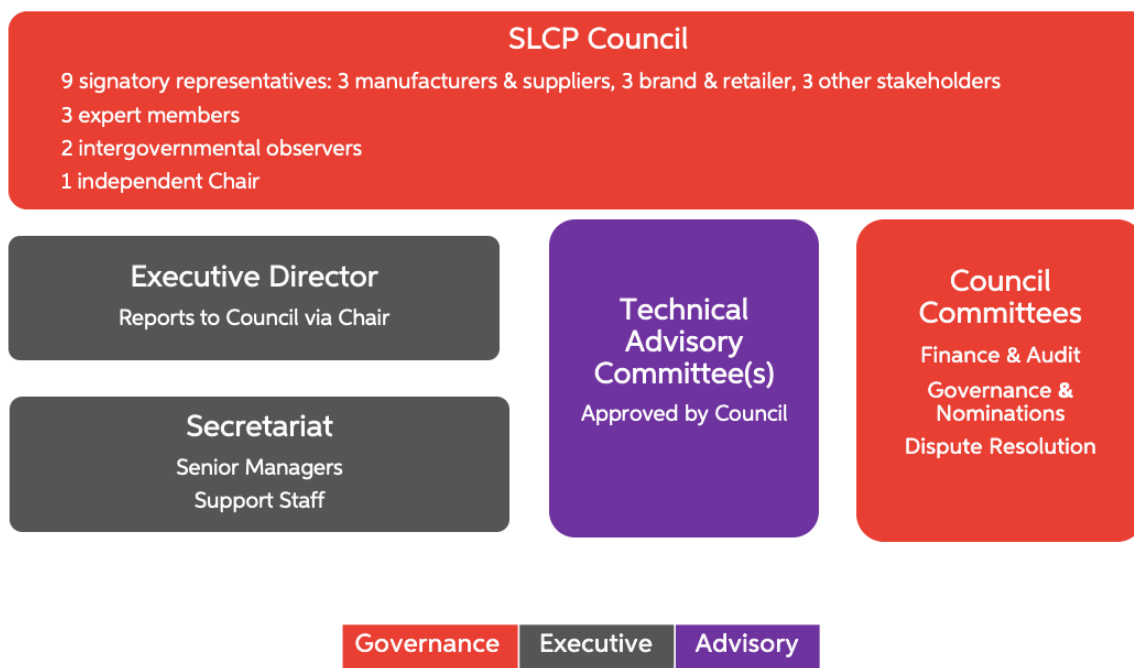 SLCP Council
9 signatory representatives: 3 manufacturers & suppliers, 3 brand & retailer, 3 other stakeholders
3 expert members
2 intergovernmental observers
1 independent Chair
Executive Director
Reports to Council via Chair
Secretariat
Senior Managers
Support Staff
Technical
Advisory
Committee(s)
Approved by Council
Council
Committees
Finance & Audit
Governance &
Nominations
Dispute Resolution
Governance
Executive
Advisory